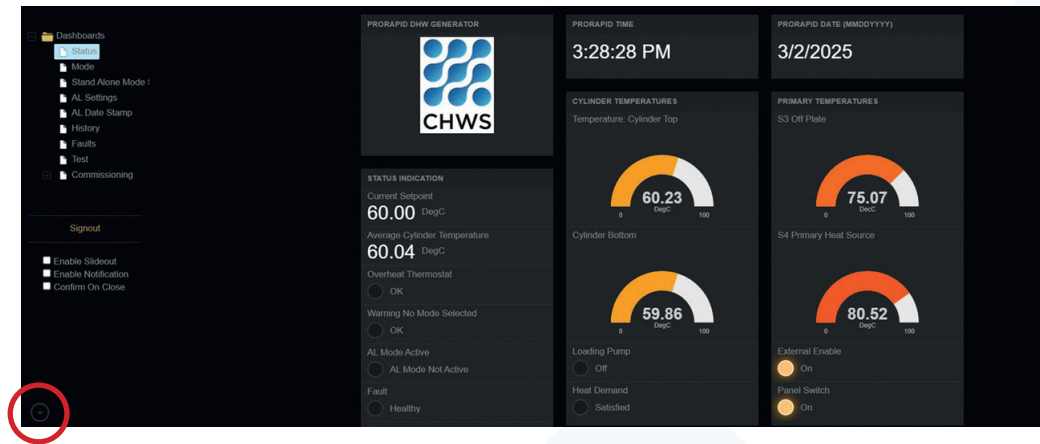 Dashboards
Status
Mode
Stand Alone Mode
AL Settings
AL Date Stamp
History
Faults
Test
Commissioning
Signout
Enable Slideout
Enable Notification
Confirm On Close
PRORAPID DHW GENERATOR
CHWS
STATUS INDICATION
Current Setpoint
60.00 DegC
Average Cylinder Temperature
60.04 DegC
Overheat Thermostat
OK
Warning No Mode Selected
OK
AL Mode Active
AL Mode Not Active
Fault
Healthy
PRORAPID TIME
3:28:28 PM
CYLINDER TEMPERATURES
Temperature: Cylinder Top
60.23
DegC
0 100
Cylinder Bottom
59.86
DegC
0 100
Loading Pump
Off
Heat Demand
Satisfied
PRORAPID DATE (MMDDYYYY)
3/2/2025
PRIMARY TEMPERATURES
S3 Off Plate
75.07
DecC
0 100
S4 Primary Heat Source
80.52
DegC
0 100
External Enable
On
Panel Switch
On